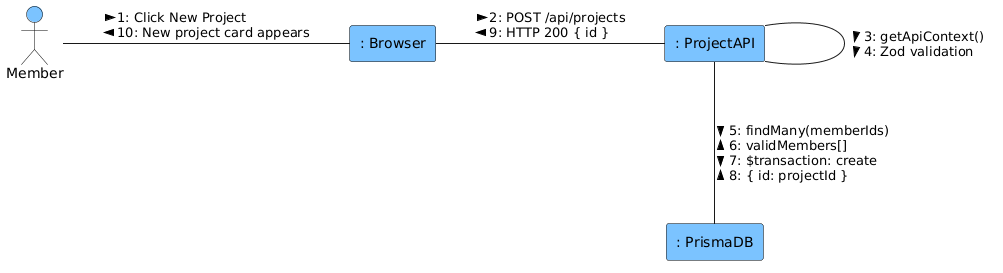 1: Click New Project
10: New project card appears
2: POST /api/projects
9: HTTP 200 { id }
3: getApiContext()
4: Zod validation
: Browser
: ProjectAPI
Member
5: findMany(memberIds)
6: validMembers[]
7: $transaction: create
8: { id: projectId }
: PrismaDB